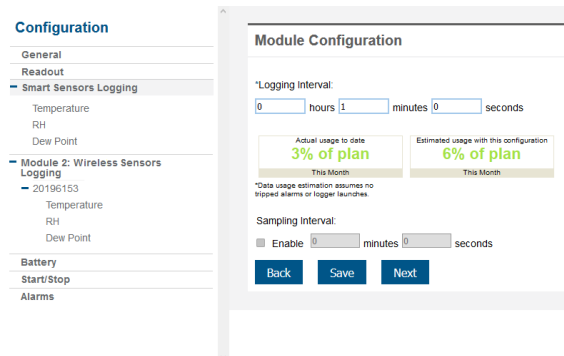 Configuration
General
Readout
Smart Sensors Logging
Temperature
RH
Dew Point
Module 2: Wireless Sensors
Logging
20196153
Temperature
RH
Dew Point
Battery
Start/Stop
Alarms
Module Configuration
*Logging Interval:
0 hours 1 minutes 0 seconds
Actual usage to date
3% of plan
This Month
Estimated usage with this configuration
6% of plan
This Month
*Data usage estimation assumes no
tripped alarms or logger launches.
Sampling Interval:
Enable 0 minutes 0 seconds
Back Save Next